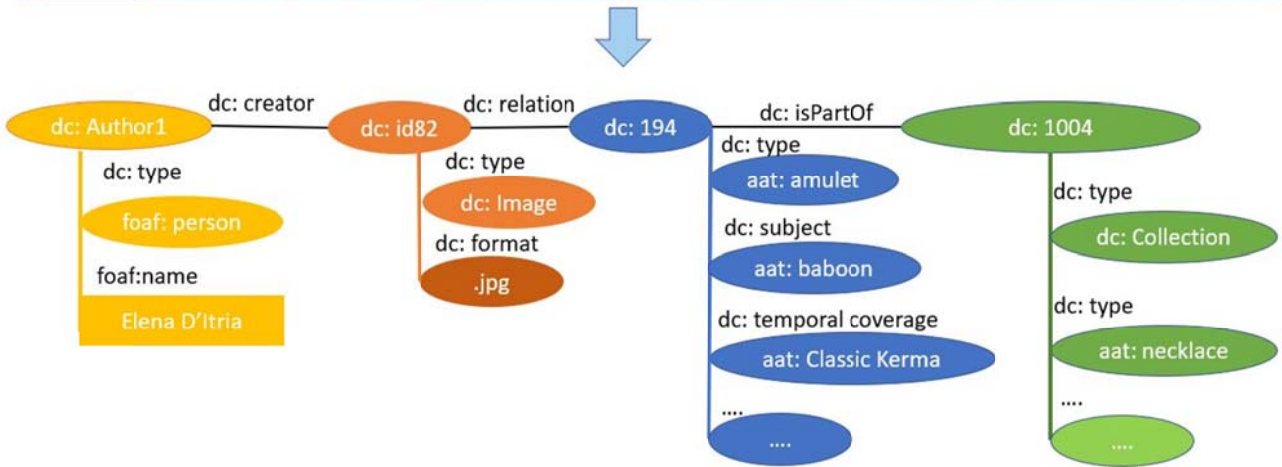 dc: Author1
dc: creator
dc: id82
dc: relation
dc: 194
dc: isPartOf
dc: 1004
dc: type
foaf: person
foaf:name
Elena D'Itria
dc: type
dc: Image
dc: format
.jpg
dc: type
aat: amulet
dc: subject
aat: baboon
dc: temporal coverage
aat: Classic Kerma
....
....
dc: type
dc: Collection
dc: type
aat: necklace
....
....